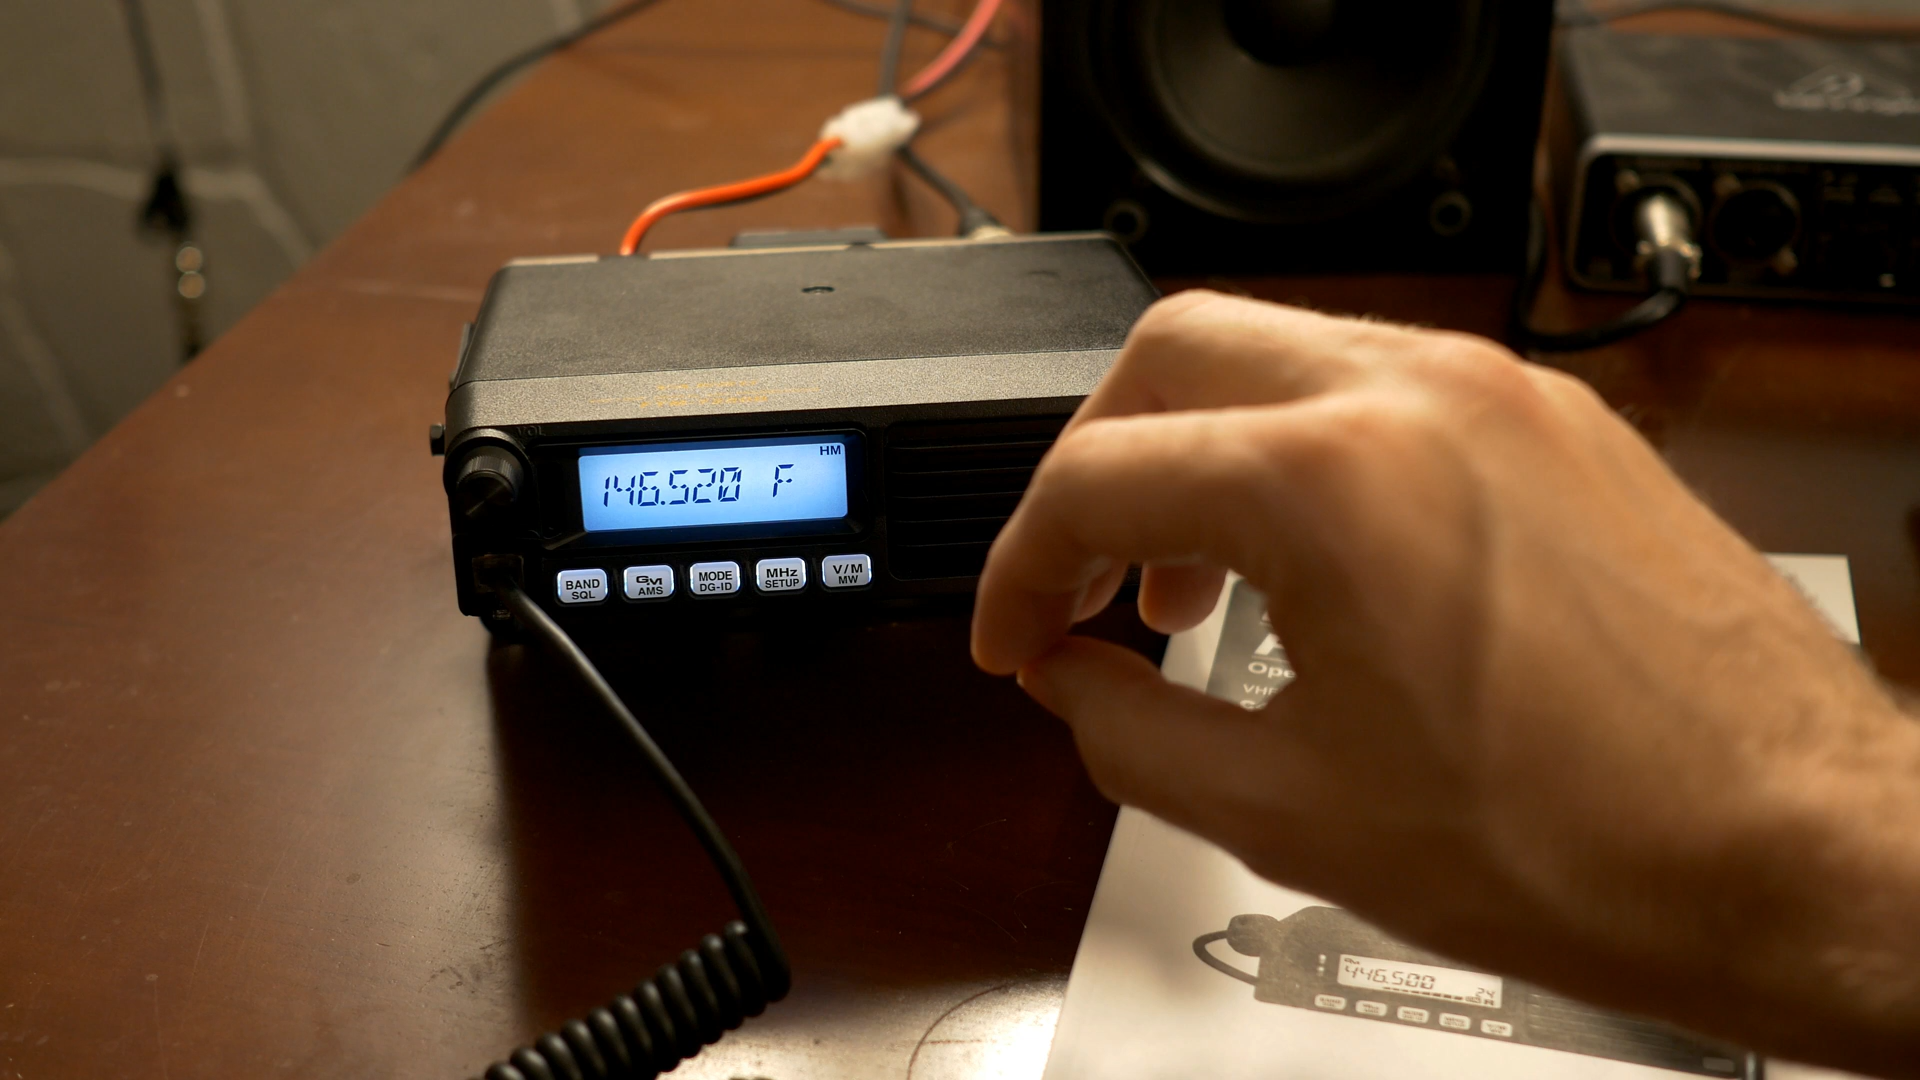 VOL
HM
146.520 F
BAND
SQL
GM
AMS
MODE
DG-ID
MHz
SETUP
V/M
MW
Ope
VHF
446.500